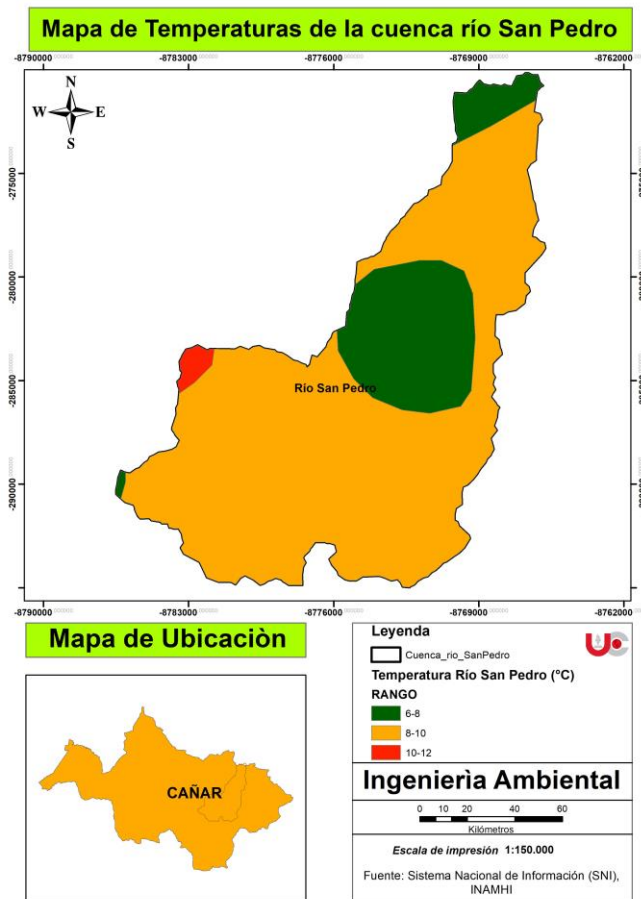 Mapa de Temperaturas de la cuenca río San Pedro
-8790000 -8783000 -8776000 -8769000 -8762000
N
W E
S
-275000
-280000
-285000
-290000
Río San Pedro
-8790000 -8783000 -8776000 -8769000 -8762000
Mapa de Ubicaciòn
CAÑAR
Leyenda
Cuenca_rio_SanPedro
Temperatura Río San Pedro (°C)
RANGO
6-8
8-10
10-12
UC
Ingenierìa Ambiental
0 10 20 40 60
Kilómetros
Escala de impresión 1:150.000
Fuente: Sistema Nacional de Información (SNI),
INAMHI